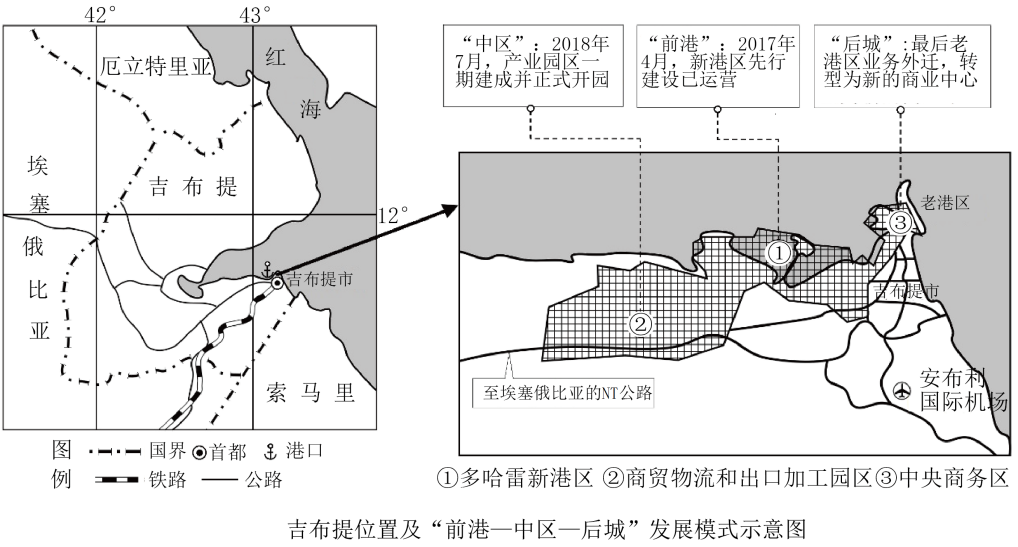 42°
43°
厄立特里亚
红
海
埃
塞
俄
比
亚
吉布提
12°
吉布提市
索马里
图
例
国界
首都
港口
铁路
公路
“中区”：2018年
7月，产业园区一
期建成并正式开园
“前港”：2017年
4月，新港区先行
建设已运营
“后城”:最后老
港区业务外迁，转
型为新的商业中心
老港区
③
①
②
吉布提市
至埃塞俄比亚的NT公路
安布利
国际机场
①多哈雷新港区 ②商贸物流和出口加工园区③中央商务区
吉布提位置及“前港—中区—后城”发展模式示意图